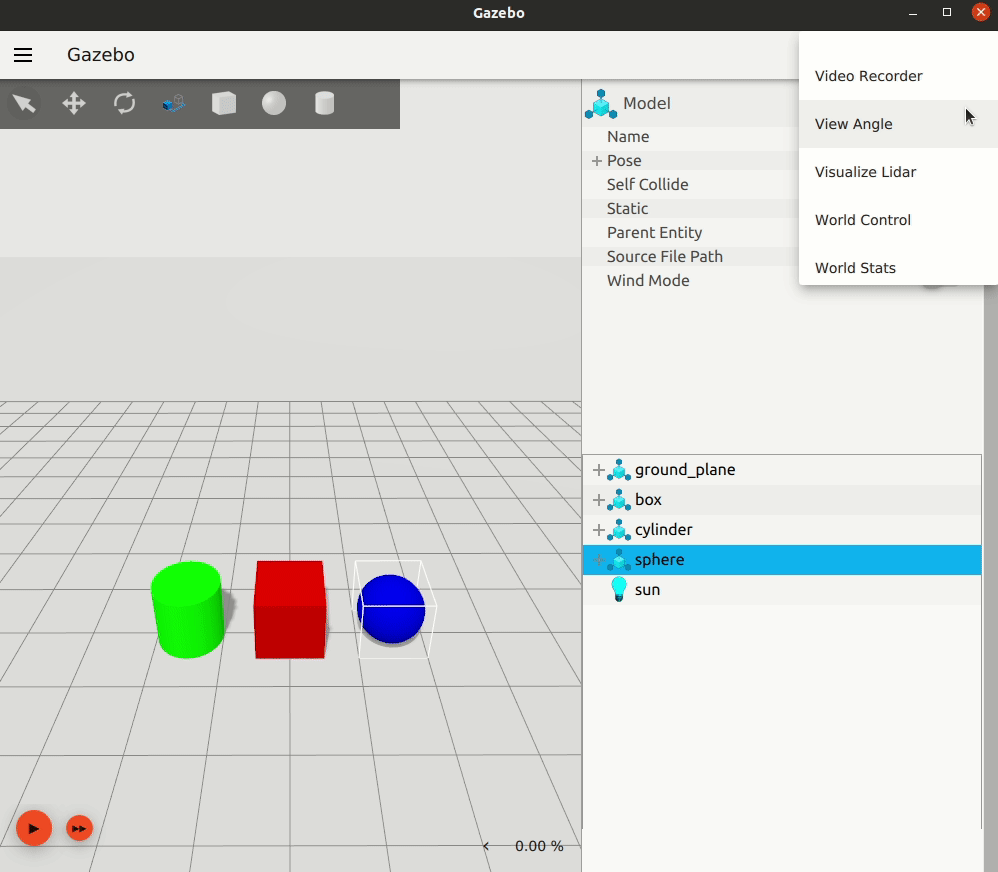 Gazebo
Gazebo
Video Recorder
View Angle
Visualize Lidar
World Control
World Stats
Model
Name
Pose
Self Collide
Static
Parent Entity
Source File Path
Wind Mode
ground_plane
box
cylinder
sphere
sun
0.00 %